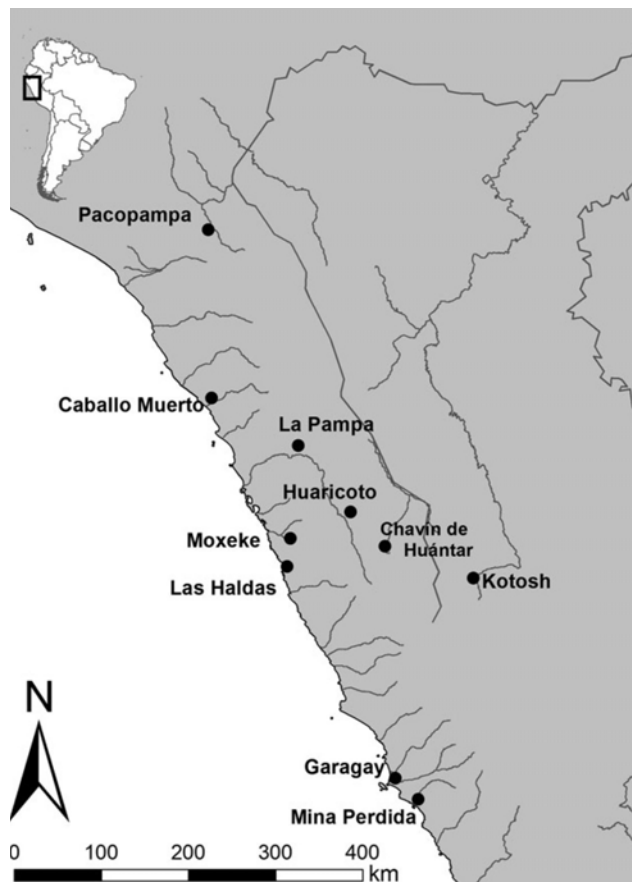 Pacopampa
Caballo Muerto
La Pampa
Huaricoto
Chavín de
Huántar
Moxeke
Las Haldas
Kotosh
N
Garagay
Mina Perdida
0 100 200 300 400
km